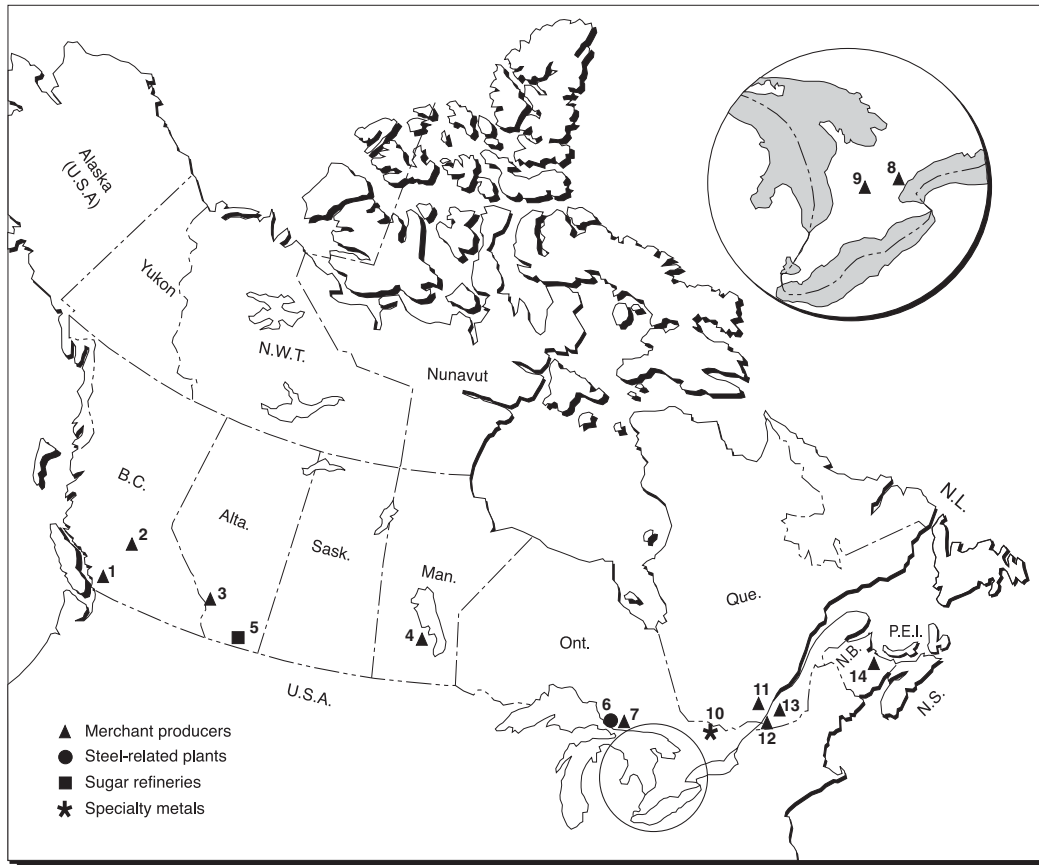 Alaska
(U.S.A)
Yukon
N.W.T.
Nunavut
9
8
B.C.
Alta.
Sask.
Man.
Ont.
Que.
N.L.
P.E.I.
N.B.
N.S.
U.S.A.
1
2
3
5
4
6
7
10
11
13
12
14
Merchant producers
Steel-related plants
Sugar refineries
Specialty metals